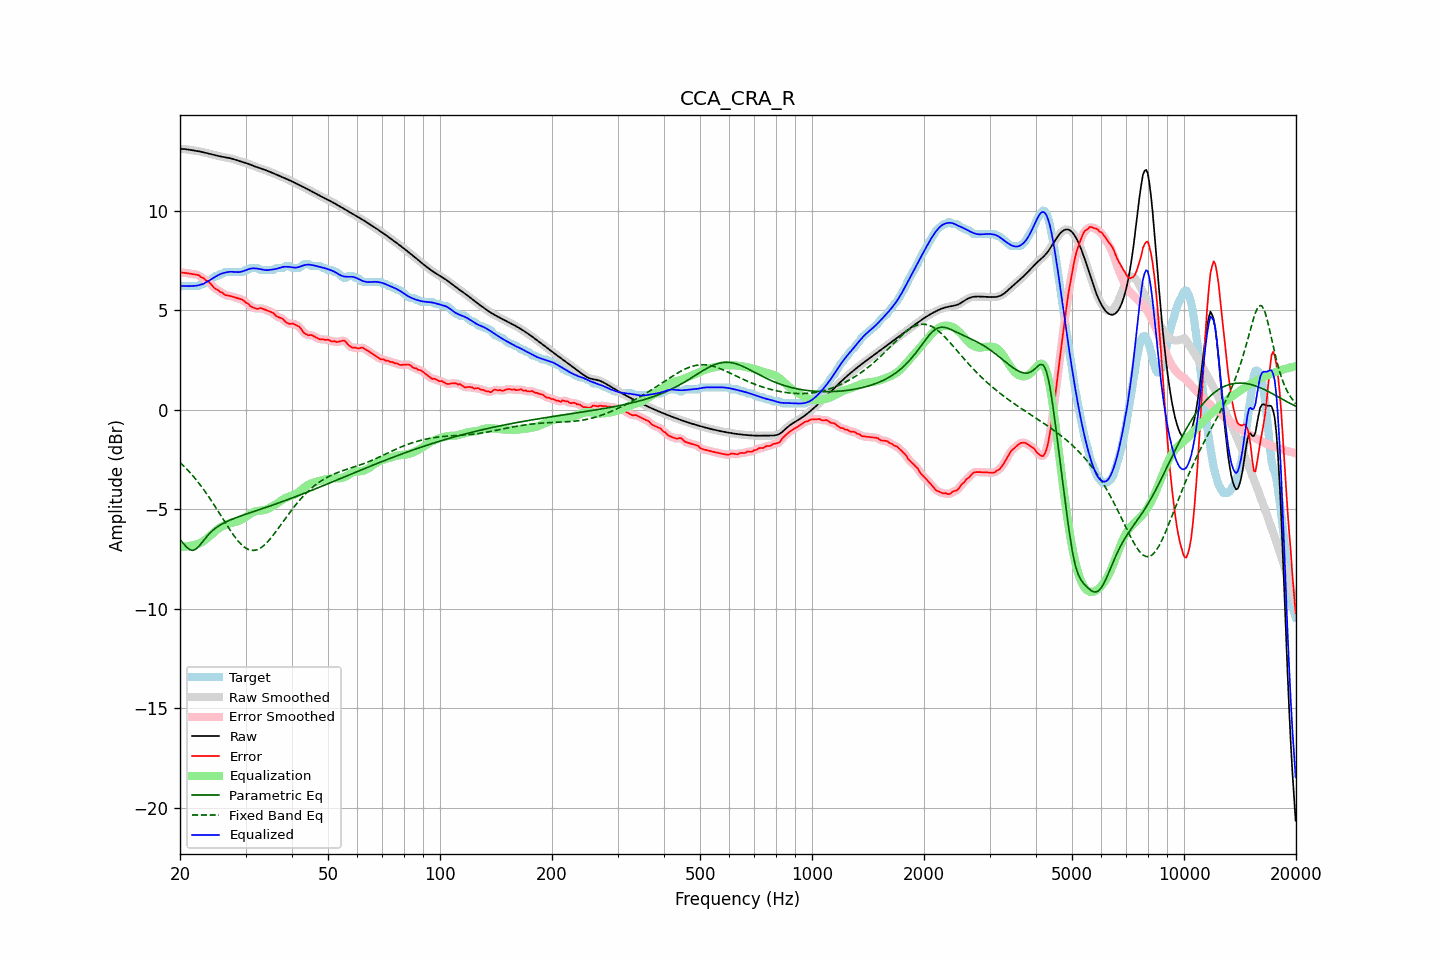 CCA_CRA_R
Amplitude (dBr)
10
5
0
−5
−10
−15
−20
Target
Raw Smoothed
Error Smoothed
Raw
Error
Equalization
Parametric Eq
Fixed Band Eq
Equalized
20 50 100 200 500 1000 2000 5000 10000 20000
Frequency (Hz)